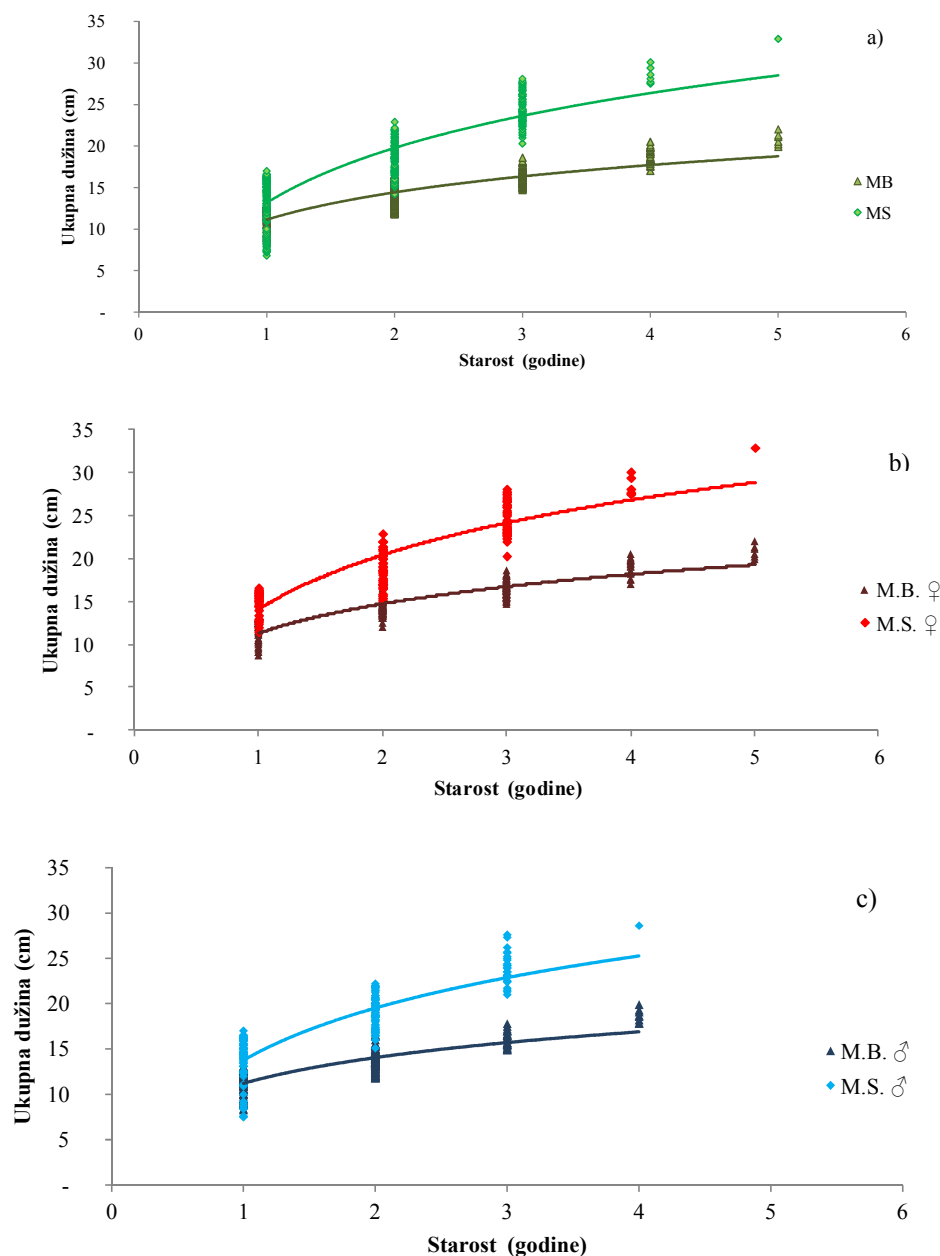 35
a)
30
25
20
15
10
5
-
Ukupna dužina (cm)
MB
MS
0 1 2 3 4 5 6
Starost (godine)
35
b)
30
25
20
15
10
5
-
Ukupna dužina (cm)
M.B. ♀
M.S. ♀
0 1 2 3 4 5 6
Starost (godine)
35
c)
30
25
20
15
10
5
-
Ukupna dužina (cm)
M.B. ♂
M.S. ♂
0 1 2 3 4 5 6
Starost (godine)